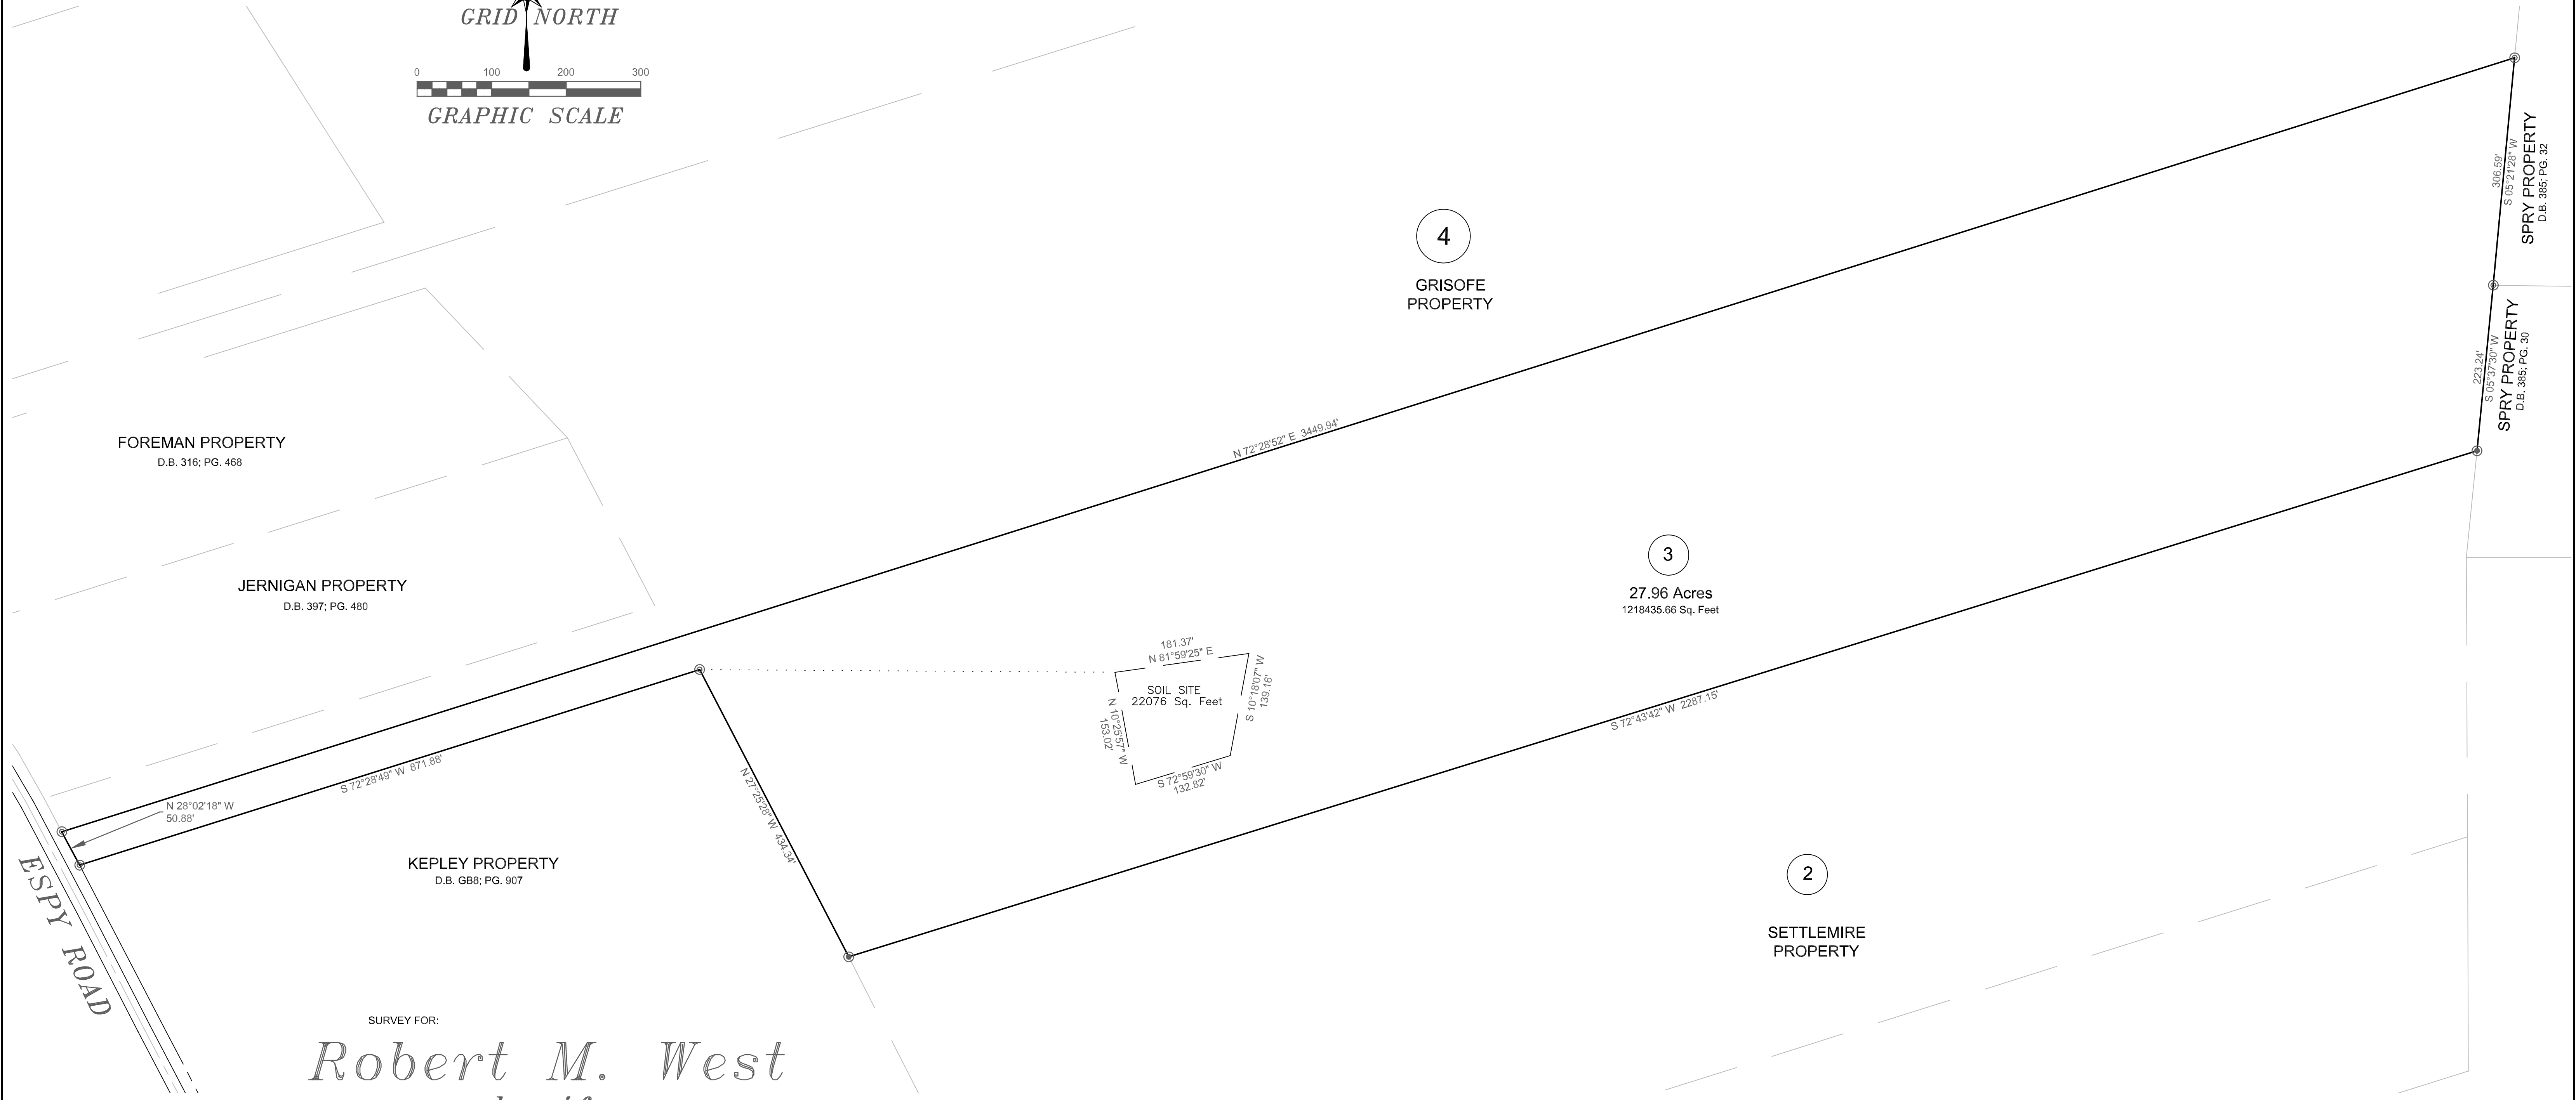 GRID NORTH
0 100 200 300
GRAPHIC SCALE
4
GRISOFE
PROPERTY
306.59'
S 05°21'28" W
SPRY PROPERTY
D.B. 385; PG. 32
223.24'
S 05°37'30" W
SPRY PROPERTY
D.B. 385; PG. 30
FOREMAN PROPERTY
D.B. 316; PG. 468
N 72°28'52" E 3449.94'
JERNIGAN PROPERTY
D.B. 397; PG. 480
3
27.96 Acres
1218435.66 Sq. Feet
181.37'
N 81°59'25" E
SOIL SITE
22076 Sq. Feet
S 10°18'07" W
139.16'
N 10°25'57" W
153.02'
S 72°59'30" W
132.82'
S 72°43'42" W 2287.15'
S 72°28'49" W 871.88'
N 28°02'18" W
50.88'
N 27°25'28" W 434.34'
KEPLEY PROPERTY
D.B. GB8; PG. 907
ESPY ROAD
2
SETTLEMIRE
PROPERTY
SURVEY FOR:
Robert M. West